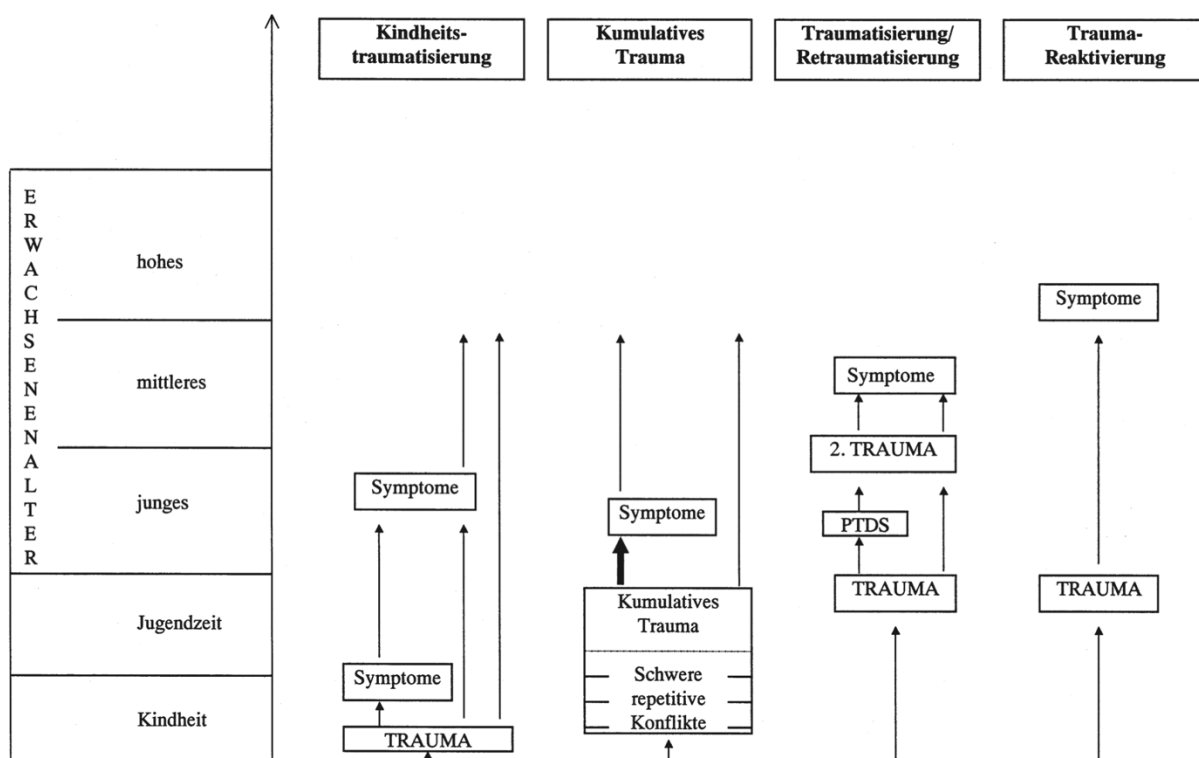 Kindheits-
traumatisierung
Kumulatives
Trauma
Traumatisierung/
Retraumatisierung
Trauma-
Reaktivierung
ERWACHSENENALTER
hohes
mittleres
junges
Jugendzeit
Kindheit
Symptome
Symptome
TRAUMA
Symptome
Kumulatives
Trauma
Schwere
repetitive
Konflikte
Symptome
2. TRAUMA
PTDS
TRAUMA
Symptome
TRAUMA